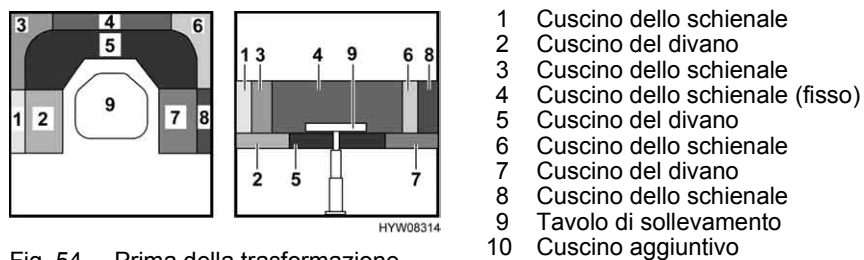 3 4 6
5
9
1 2 7 8
1 3 4 9 6 8
2 5 7
HYW08314
Fig. 54 Prima della trasformazione
1 Cuscino dello schienale
2 Cuscino del divano
3 Cuscino dello schienale
4 Cuscino dello schienale (fisso)
5 Cuscino del divano
6 Cuscino dello schienale
7 Cuscino del divano
8 Cuscino dello schienale
9 Tavolo di sollevamento
10 Cuscino aggiuntivo